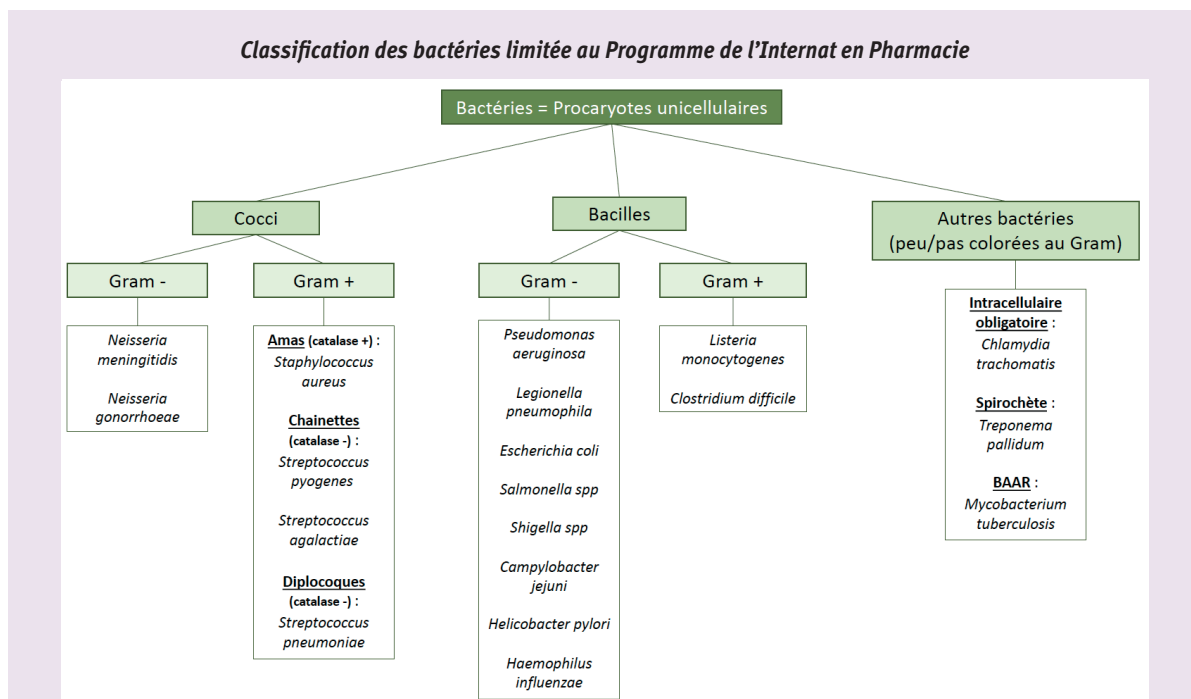 Classification des bactéries limitée au Programme de l'Internat en Pharmacie
Bactéries = Procaryotes unicellulaires
Cocci
Bacilles
Autres bactéries
(peu/pas colorées au Gram)
Gram -
Gram +
Gram -
Gram +
Neisseria
meningitidis
Neisseria
gonorrhoeae
Amas (catalase +) :
Staphylococcus
aureus
Chainettes
(catalase -) :
Streptococcus
pyogenes
Streptococcus
agalactiae
Diplocoques
(catalase -) :
Streptococcus
pneumoniae
Pseudomonas
aeruginosa
Legionella
pneumophila
Escherichia coli
Salmonella spp
Shigella spp
Campylobacter
jejuni
Helicobacter pylori
Haemophilus
influenzae
Listeria
monocytogenes
Clostridium difficile
Intracellulaire
obligatoire :
Chlamydia
trachomatis
Spirochète :
Treponema
pallidum
BAAR :
Mycobacterium
tuberculosis